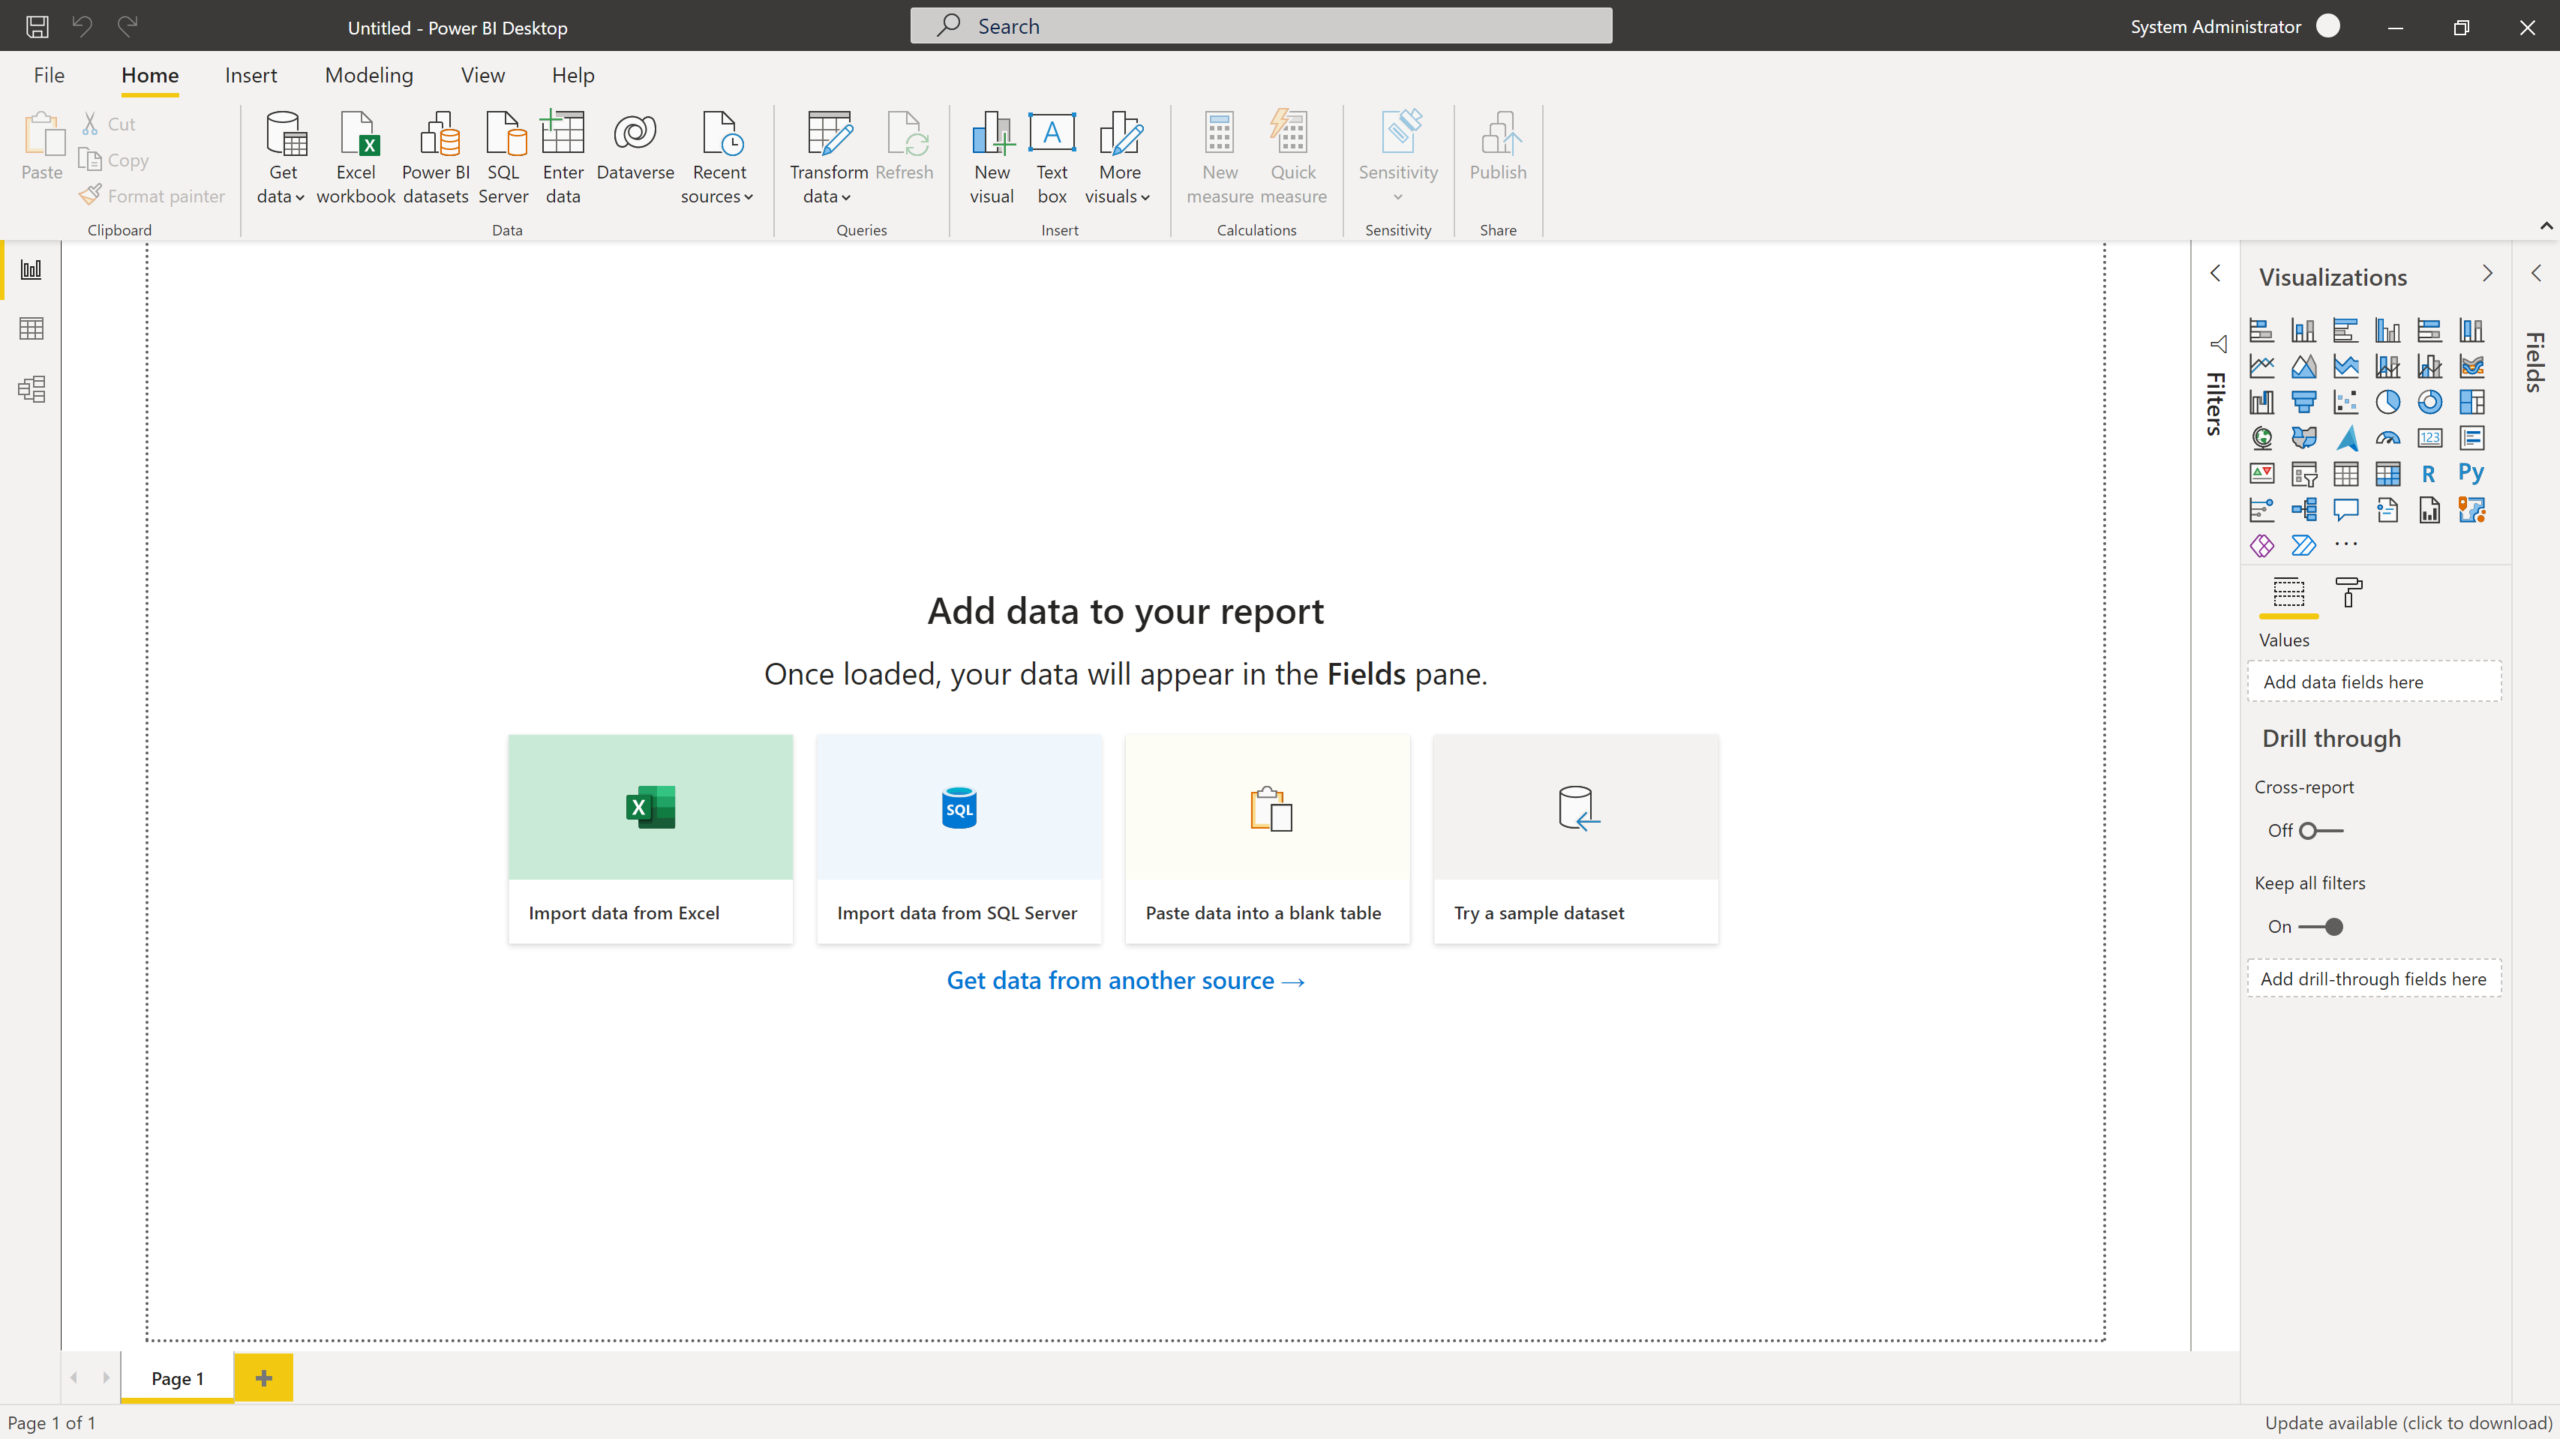 Untitled - Power BI Desktop
Search
System Administrator
File
Home
Insert
Modeling
View
Help
Paste
Cut
Copy
Format painter
Clipboard
Get data
Excel workbook
Power BI datasets
SQL Server
Enter data
Dataverse
Recent sources
Data
Transform data
Refresh
Queries
New visual
A
Text box
More visuals
Insert
New measure
Quick measure
Calculations
Sensitivity
Sensitivity
Publish
Share
Filters
Visualizations
Fields
123
R
Py
Values
Add data fields here
Drill through
Cross-report
Off
Keep all filters
On
Add drill-through fields here
Add data to your report
Once loaded, your data will appear in the Fields pane.
X
SQL
Import data from Excel
Import data from SQL Server
Paste data into a blank table
Try a sample dataset
Get data from another source →
Page 1
Page 1 of 1
Update available (click to download)